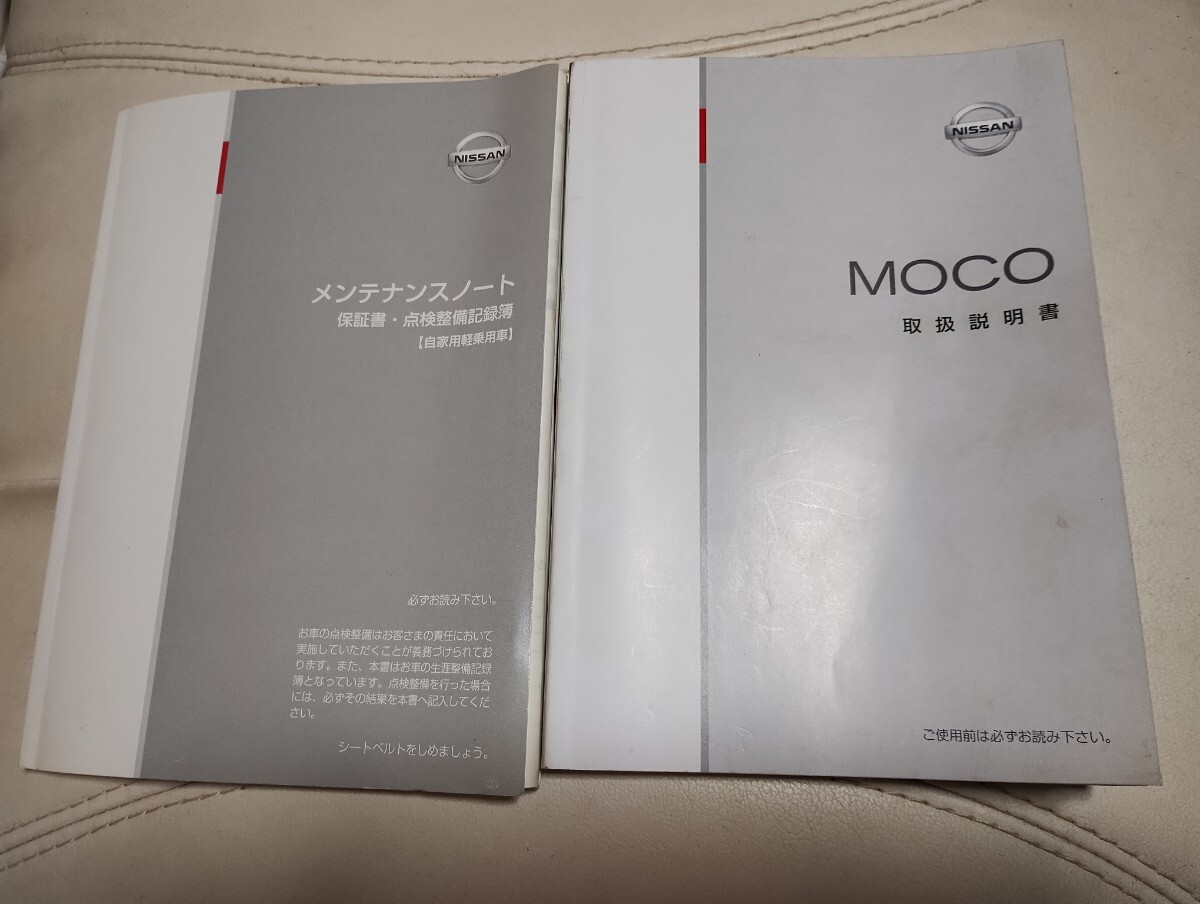 NISSAN
メンテナンスノート
保証書・点検整備記録簿
【自家用軽乗用車】
必ずお読み下さい。
お車の点検整備はお客さまの責任において
実施していただくことが義務づけられてお
ります。また、本書はお車の生涯整備記録
簿となっています。点検整備を行った場合
には、必ずその結果を本書へ記入してくだ
さい。
シートベルトをしめましょう。
NISSAN
MOCO
取扱説明書
ご使用前は必ずお読み下さい。